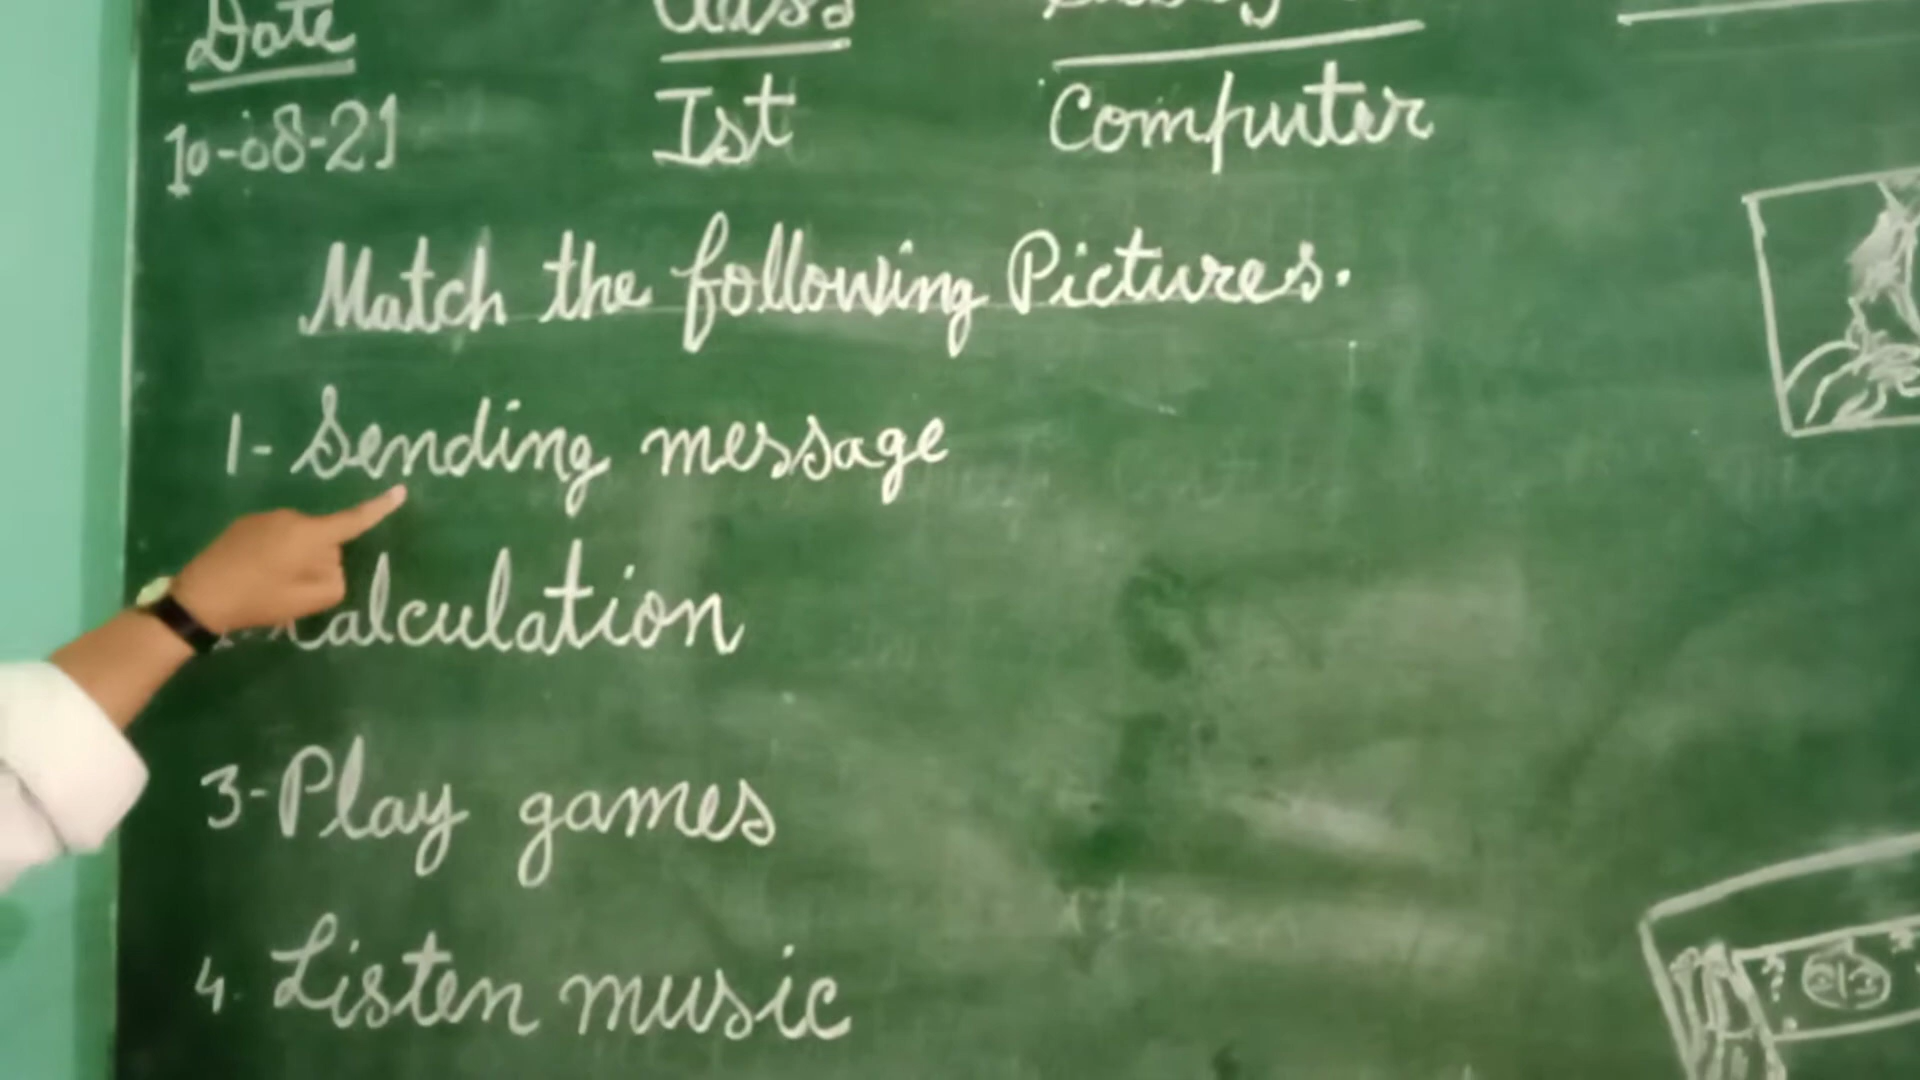 Date Class
10-08-21 Ist Computer
Match the following Pictures.
1- Sending message
Calculation
3- Play games
4. Listen music